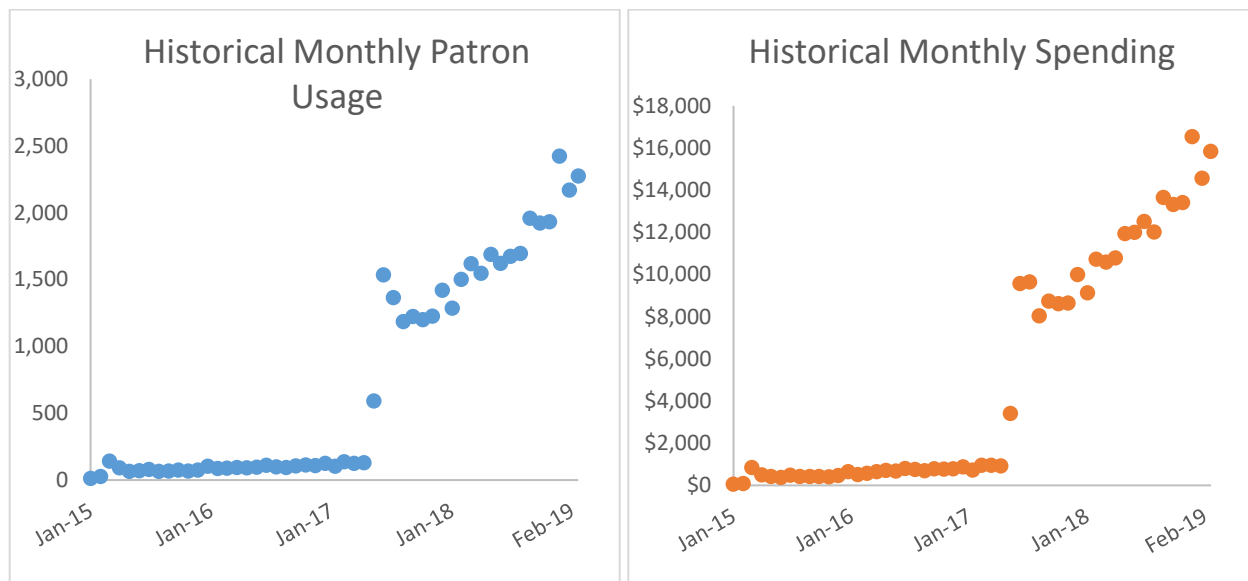 Historical Monthly Patron
Usage
3,000
2,500
2,000
1,500
1,000
500
0
Jan-15
Jan-16
Jan-17
Jan-18
Feb-19
Historical Monthly Spending
$18,000
$16,000
$14,000
$12,000
$10,000
$8,000
$6,000
$4,000
$2,000
$0
Jan-15
Jan-16
Jan-17
Jan-18
Feb-19